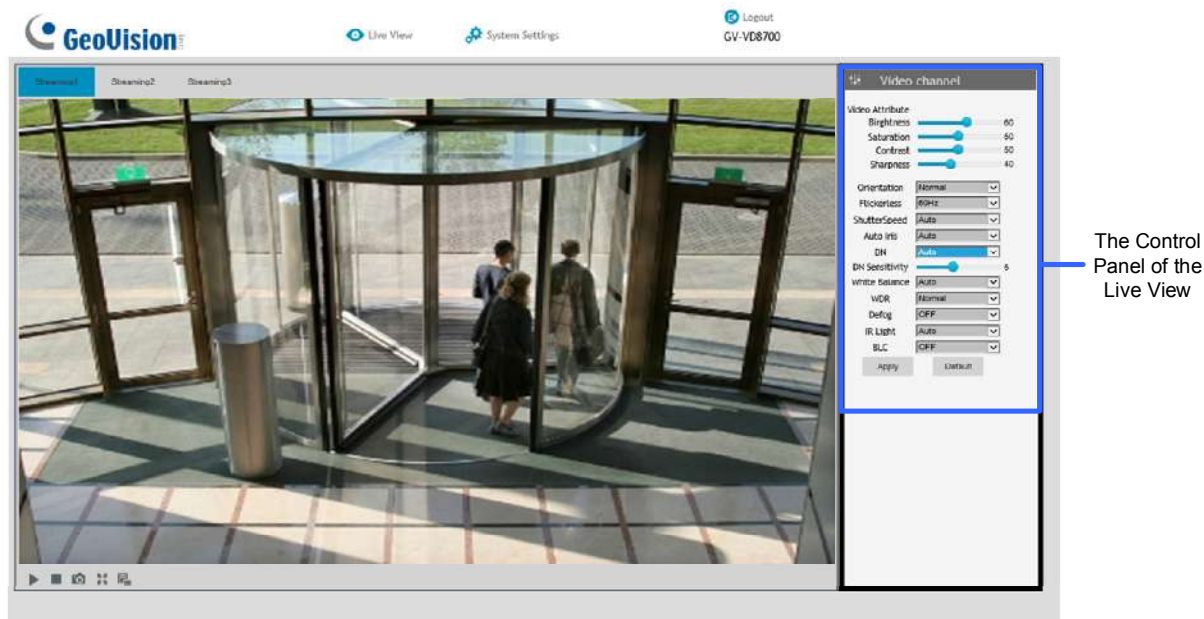 GeoVision Inc
Live View
System Settings
Logout
GV-VD8700
Streaming1
Streaming2
Streaming3
Video channel
Video Attribute
Birghtness 60
Saturation 50
Contrast 50
Sharpness 40
Orientation Normal
Flickerless 60Hz
ShutterSpeed Auto
Auto Iris Auto
DN Auto
DN Sensitivity 5
White Balance Auto
WDR Normal
Defog OFF
IR Light Auto
BLC OFF
Apply Default
The Control
Panel of the
Live View